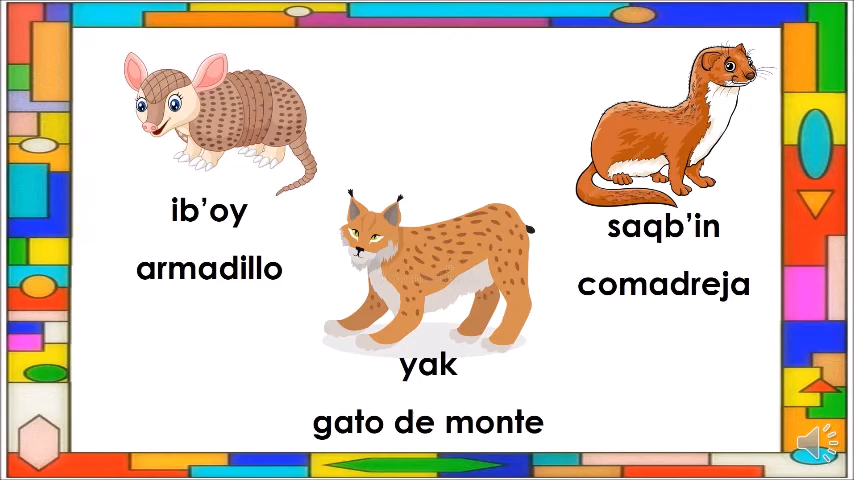 ib’oy
armadillo
saqb’in
comadreja
yak
gato de monte